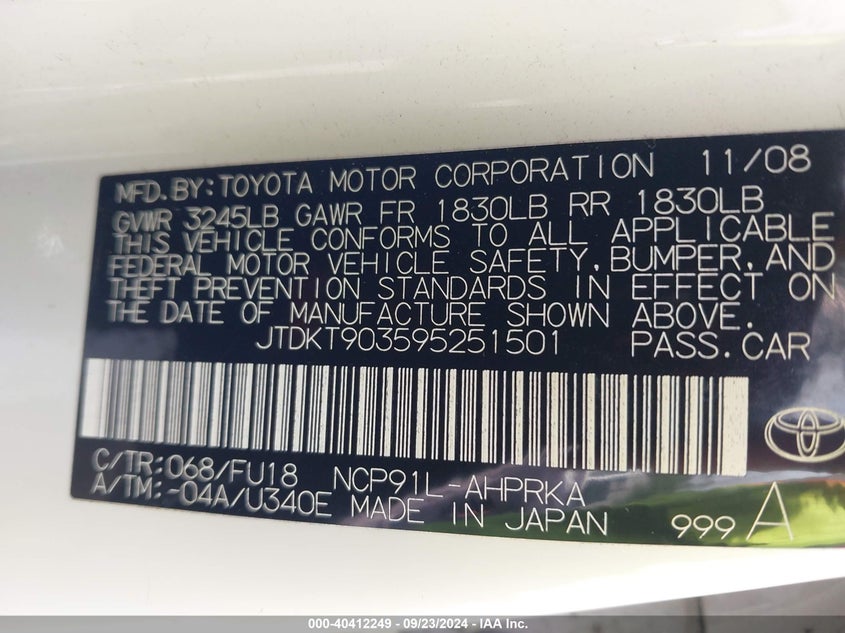 MFD.BY:TOYOTA MOTOR CORPORATION 11/08
GVWR 3245LB GAWR FR 1830LB RR 1830LB
THIS VEHICLE CONFORMS TO ALL APPLICABLE
FEDERAL MOTOR VEHICLE SAFETY,BUMPER,AND
THEFT PREVENTION STANDARDS IN EFFECT ON
THE DATE OF MANUFACTURE SHOWN ABOVE.
JTDKT903595251501 PASS.CAR
C/TR:068/FU18 NCP91L-AHPRKA
A/TM:-04A/U340E MADE IN JAPAN 999 A
000-40412249 - 09/23/2024 - IAA Inc.